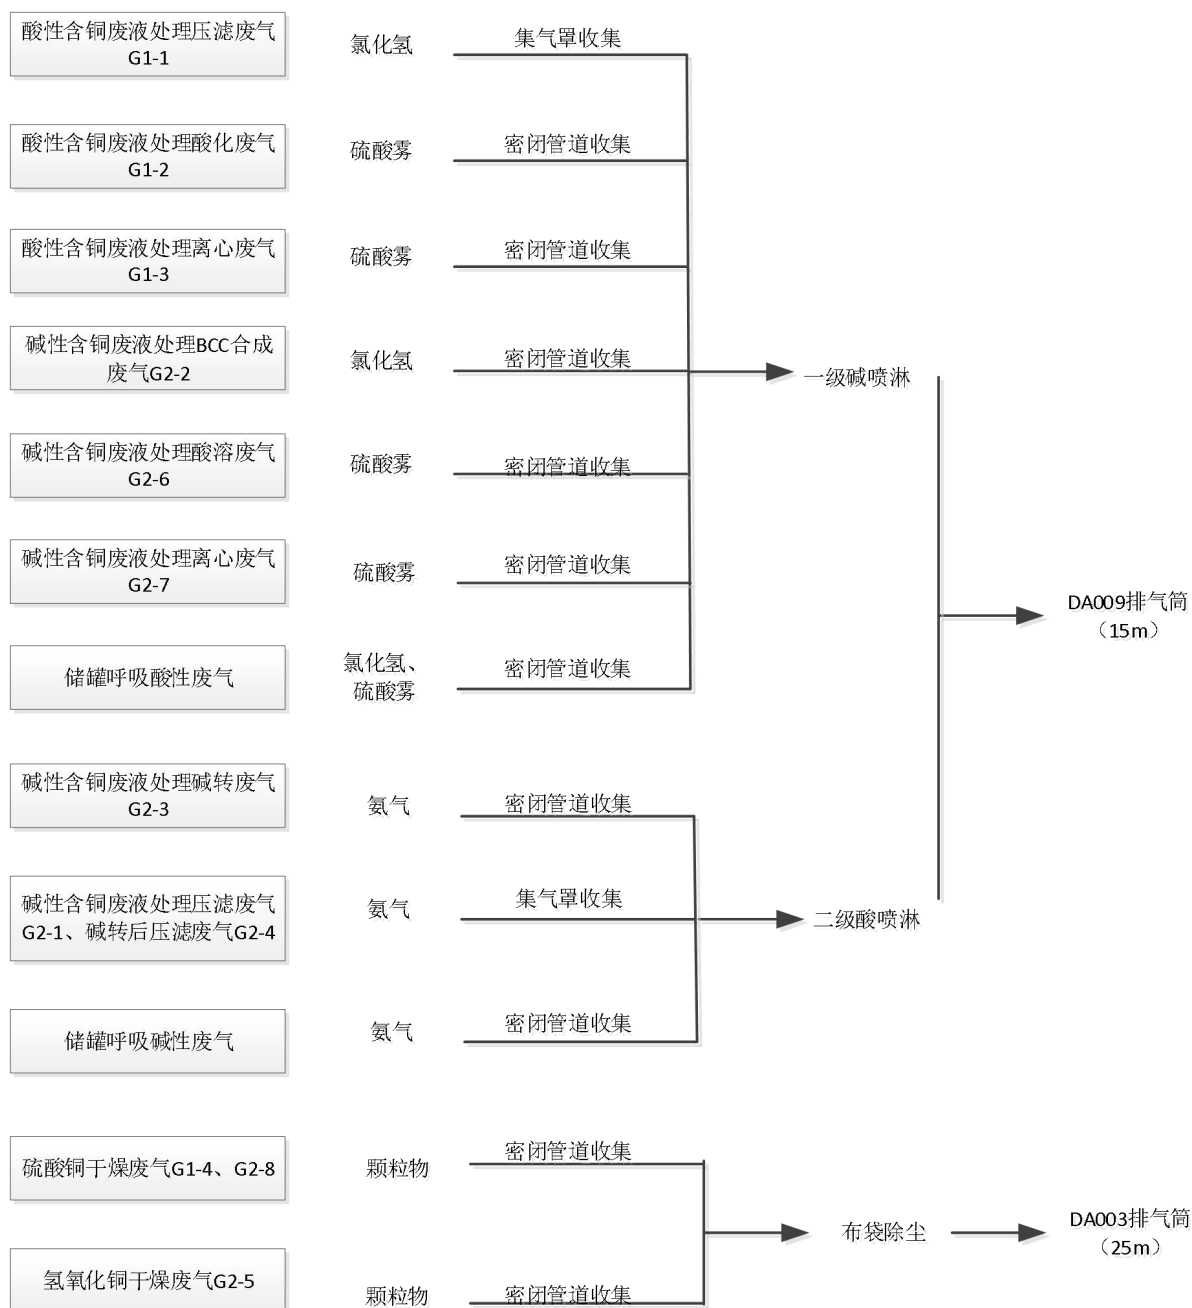 酸性含铜废液处理压滤废气
G1-1
氯化氢
集气罩收集
酸性含铜废液处理酸化废气
G1-2
硫酸雾
密闭管道收集
酸性含铜废液处理离心废气
G1-3
硫酸雾
密闭管道收集
碱性含铜废液处理BCC合成
废气G2-2
氯化氢
密闭管道收集
一级碱喷淋
碱性含铜废液处理酸溶废气
G2-6
硫酸雾
密闭管道收集
碱性含铜废液处理离心废气
G2-7
硫酸雾
密闭管道收集
DA009排气筒
（15m）
储罐呼吸酸性废气
氯化氢、
硫酸雾
密闭管道收集
碱性含铜废液处理碱转废气
G2-3
氨气
密闭管道收集
碱性含铜废液处理压滤废气
G2-1、碱转后压滤废气G2-4
氨气
集气罩收集
二级酸喷淋
储罐呼吸碱性废气
氨气
密闭管道收集
硫酸铜干燥废气G1-4、G2-8
颗粒物
密闭管道收集
布袋除尘
DA003排气筒
（25m）
氢氧化铜干燥废气G2-5
颗粒物
密闭管道收集